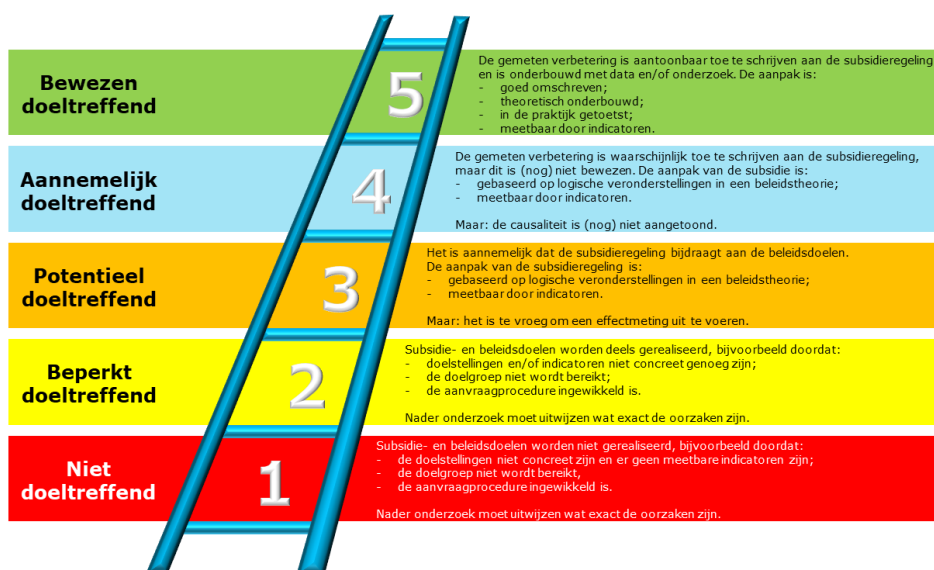 Bewezen
doeltreffend
5
De gemeten verbetering is aantoonbaar toe te schrijven aan de subsidieregeling
en is onderbouwd met data en/of onderzoek. De aanpak is:
- goed omschreven;
- theoretisch onderbouwd;
- in de praktijk getoetst;
- meetbaar door indicatoren.
Aannemelijk
doeltreffend
4
De gemeten verbetering is waarschijnlijk toe te schrijven aan de subsidieregeling,
maar dit is (nog) niet bewezen. De aanpak van de subsidie is:
- gebaseerd op logische veronderstellingen in een beleidstheorie;
- meetbaar door indicatoren.
Maar: de causaliteit is (nog) niet aangetoond.
Potentieel
doeltreffend
3
Het is aannemelijk dat de subsidieregeling bijdraagt aan de beleidsdoelen.
De aanpak van de subsidieregeling is:
- gebaseerd op logische veronderstellingen in een beleidstheorie;
- meetbaar door indicatoren.
Maar: het is te vroeg om een effectmeting uit te voeren.
Beperkt
doeltreffend
2
Subsidie- en beleidsdoelen worden deels gerealiseerd, bijvoorbeeld doordat:
- doelstellingen en/of indicatoren niet concreet genoeg zijn;
- de doelgroep niet wordt bereikt;
- de aanvraagprocedure ingewikkeld is.
Nader onderzoek moet uitwijzen wat exact de oorzaken zijn.
Niet
doeltreffend
1
Subsidie- en beleidsdoelen worden niet gerealiseerd, bijvoorbeeld doordat:
- de doelstellingen niet concreet zijn en er geen meetbare indicatoren zijn;
- de doelgroep niet wordt bereikt,
- de aanvraagprocedure ingewikkeld is.
Nader onderzoek moet uitwijzen wat exact de oorzaken zijn.